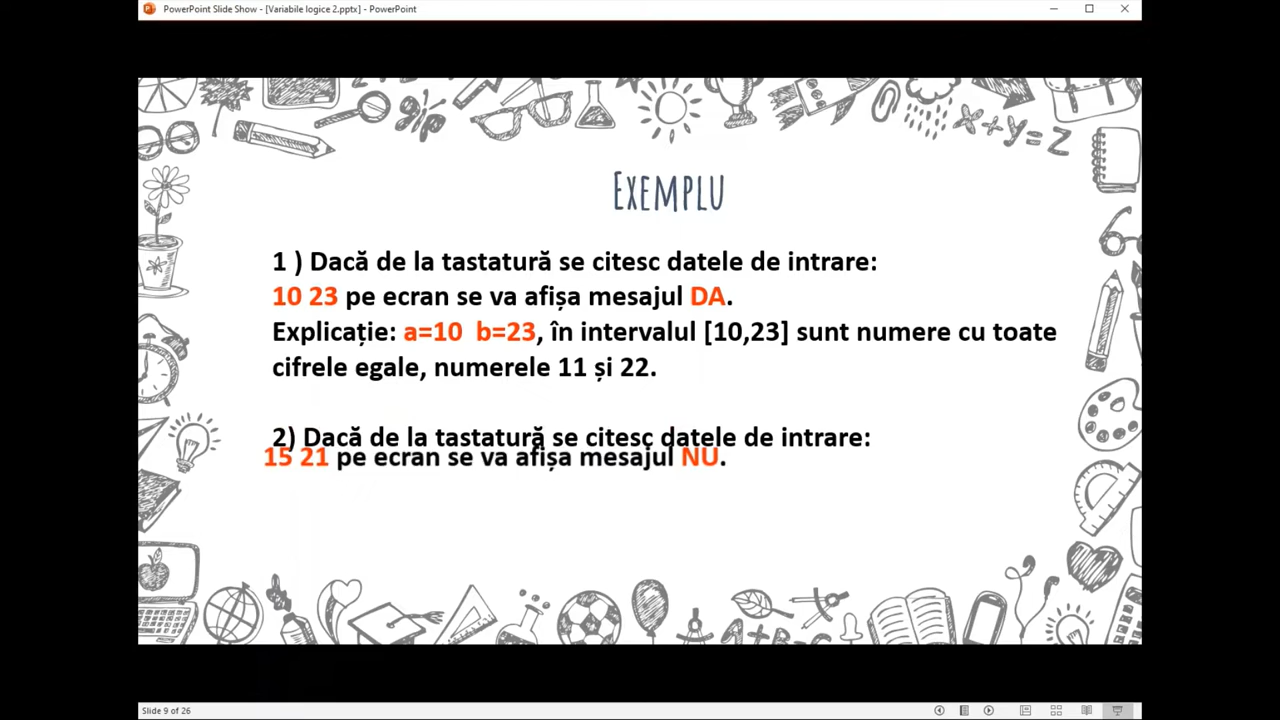 PowerPoint Slide Show - [Variabile logice 2.pptx] - PowerPoint
x+y=z
EXEMPLU
1 ) Dacă de la tastatură se citesc datele de intrare:
10 23 pe ecran se va afișa mesajul DA.
Explicație: a=10 b=23, în intervalul [10,23] sunt numere cu toate
cifrele egale, numerele 11 și 22.
2) Dacă de la tastatură se citesc datele de intrare:
15 21 pe ecran se va afișa mesajul NU.
A+B=C
Slide 9 of 26